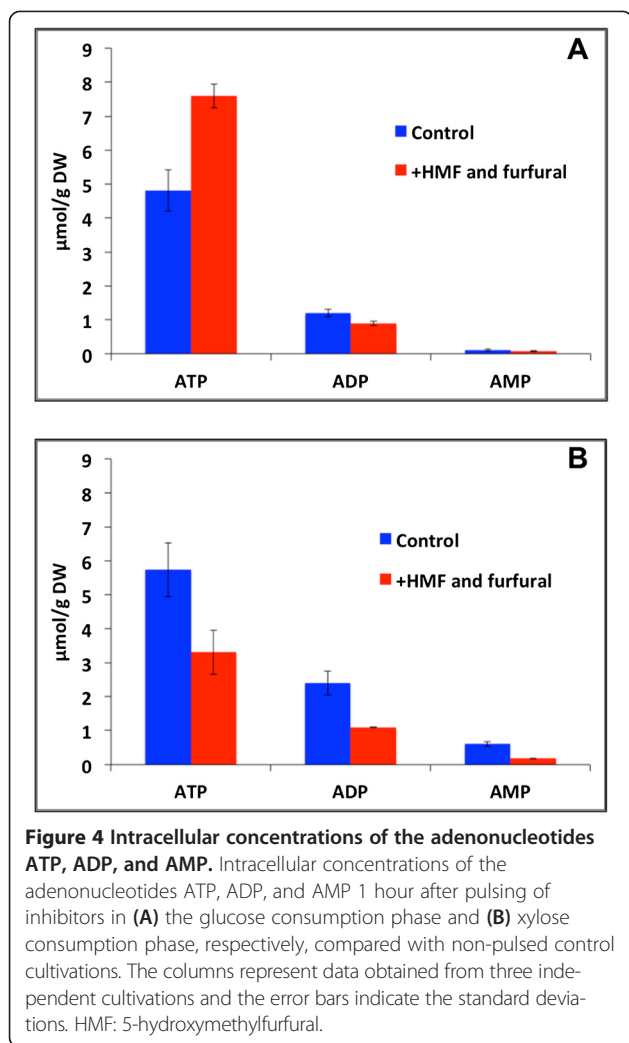 A
9
8
7
6
5
4
3
2
1
0
µmol/g DW
Control
+HMF and furfural
ATP ADP AMP
B
9
8
7
6
5
4
3
2
1
0
µmol/g DW
Control
+HMF and furfural
ATP ADP AMP
Figure 4 Intracellular concentrations of the adenonucleotides
ATP, ADP, and AMP. Intracellular concentrations of the
adenonucleotides ATP, ADP, and AMP 1 hour after pulsing of
inhibitors in (A) the glucose consumption phase and (B) xylose
consumption phase, respectively, compared with non-pulsed control
cultivations. The columns represent data obtained from three inde-
pendent cultivations and the error bars indicate the standard devia-
tions. HMF: 5-hydroxymethylfurfural.